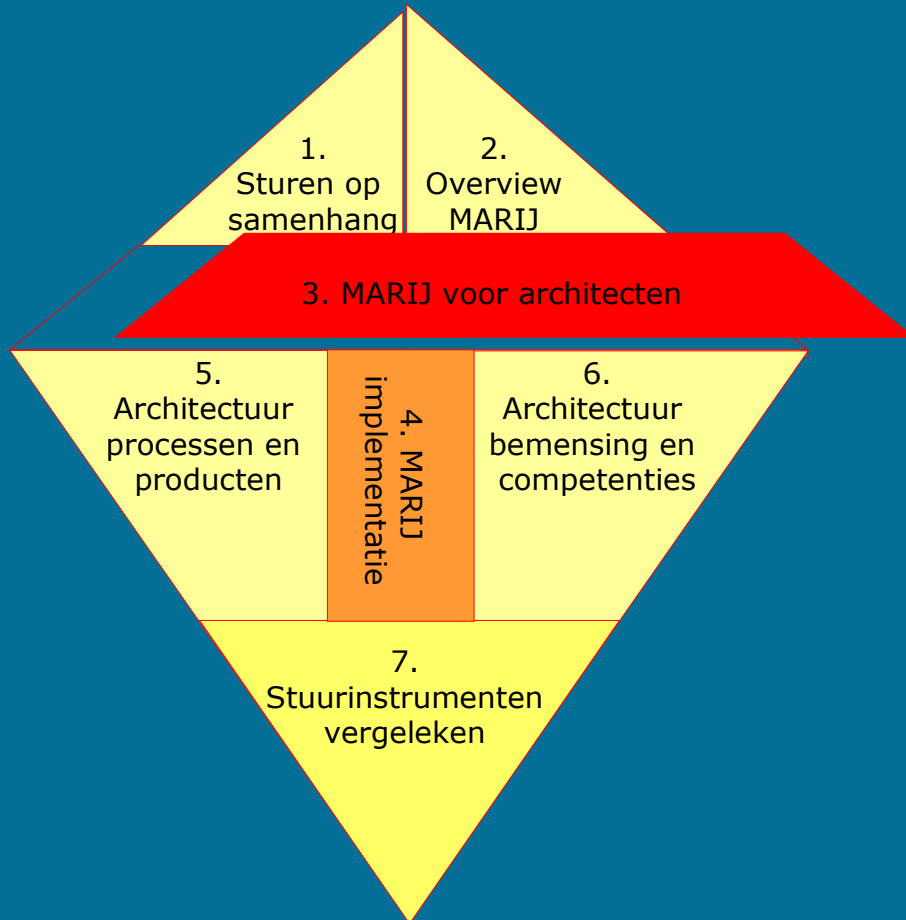 1.
Sturen op
samenhang
2.
Overview
MARIJ
3. MARIJ voor architecten
4. MARIJ
implementatie
5.
Architectuur
processen en
producten
6.
Architectuur
bemensing en
competenties
7.
Stuurinstrumenten
vergeleken